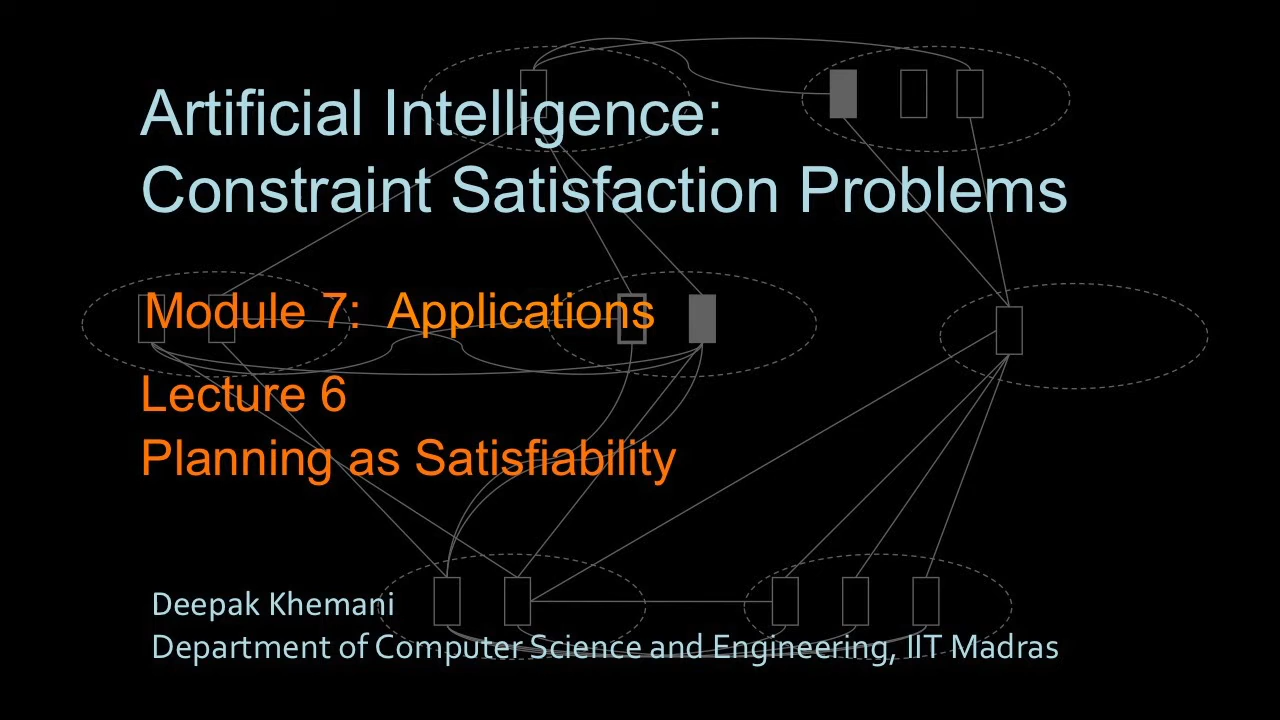 Artificial Intelligence:
Constraint Satisfaction Problems
Module 7: Applications
Lecture 6
Planning as Satisfiability
Deepak Khemani
Department of Computer Science and Engineering, IIT Madras